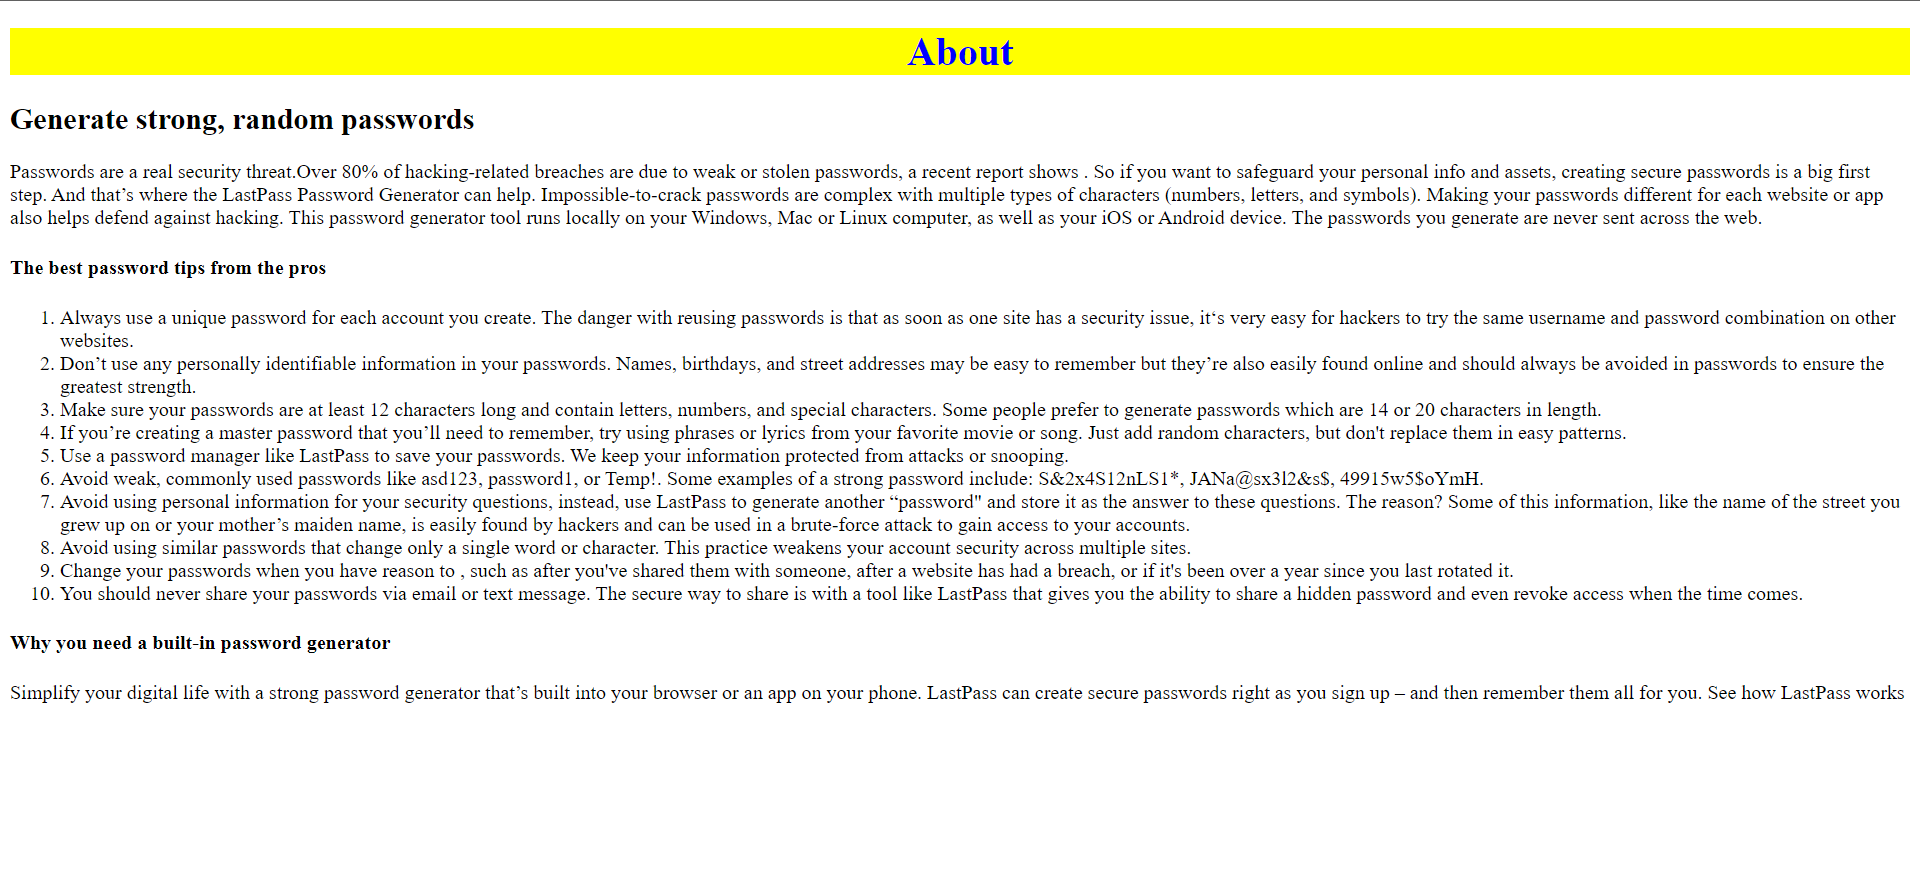 About
Generate strong, random passwords
Passwords are a real security threat.Over 80% of hacking-related breaches are due to weak or stolen passwords, a recent report shows . So if you want to safeguard your personal info and assets, creating secure passwords is a big first
step. And that’s where the LastPass Password Generator can help. Impossible-to-crack passwords are complex with multiple types of characters (numbers, letters, and symbols). Making your passwords different for each website or app
also helps defend against hacking. This password generator tool runs locally on your Windows, Mac or Linux computer, as well as your iOS or Android device. The passwords you generate are never sent across the web.
The best password tips from the pros
1. Always use a unique password for each account you create. The danger with reusing passwords is that as soon as one site has a security issue, it‘s very easy for hackers to try the same username and password combination on other
websites.
2. Don’t use any personally identifiable information in your passwords. Names, birthdays, and street addresses may be easy to remember but they’re also easily found online and should always be avoided in passwords to ensure the
greatest strength.
3. Make sure your passwords are at least 12 characters long and contain letters, numbers, and special characters. Some people prefer to generate passwords which are 14 or 20 characters in length.
4. If you’re creating a master password that you’ll need to remember, try using phrases or lyrics from your favorite movie or song. Just add random characters, but don't replace them in easy patterns.
5. Use a password manager like LastPass to save your passwords. We keep your information protected from attacks or snooping.
6. Avoid weak, commonly used passwords like asd123, password1, or Temp!. Some examples of a strong password include: S&2x4S12nLS1*, JANa@sx3l2&s$, 49915w5$oYmH.
7. Avoid using personal information for your security questions, instead, use LastPass to generate another “password" and store it as the answer to these questions. The reason? Some of this information, like the name of the street you
grew up on or your mother’s maiden name, is easily found by hackers and can be used in a brute-force attack to gain access to your accounts.
8. Avoid using similar passwords that change only a single word or character. This practice weakens your account security across multiple sites.
9. Change your passwords when you have reason to , such as after you've shared them with someone, after a website has had a breach, or if it's been over a year since you last rotated it.
10. You should never share your passwords via email or text message. The secure way to share is with a tool like LastPass that gives you the ability to share a hidden password and even revoke access when the time comes.
Why you need a built-in password generator
Simplify your digital life with a strong password generator that’s built into your browser or an app on your phone. LastPass can create secure passwords right as you sign up – and then remember them all for you. See how LastPass works